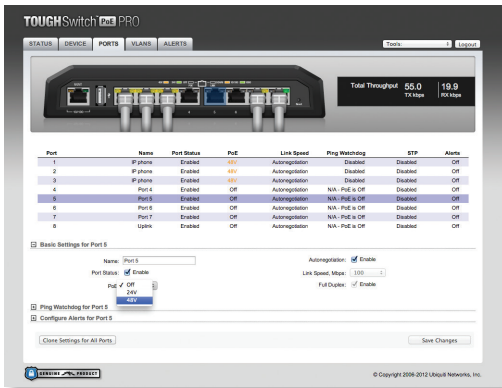 TOUGHSwitch PoE PRO
STATUS DEVICE PORTS VLANS ALERTS Tools: Logout
Total Throughput 55.0 TX kbps 19.9 RX kbps
Port Name Port Status PoE Link Speed Ping Watchdog STP Alerts
1 IP phone Enabled 48V Autonegotiation Disabled Disabled Off
2 IP phone Enabled 48V Autonegotiation Disabled Disabled Off
3 IP phone Enabled 48V Autonegotiation Disabled Disabled Off
4 Port 4 Enabled Off Autonegotiation N/A - PoE is Off Disabled Off
5 Port 5 Enabled Off Autonegotiation N/A - PoE is Off Disabled Off
6 Port 6 Enabled Off Autonegotiation N/A - PoE is Off Disabled Off
7 Port 7 Enabled Off Autonegotiation N/A - PoE is Off Disabled Off
8 Uplink Enabled Off Autonegotiation N/A - PoE is Off Disabled Off
Basic Settings for Port 5
Name: Port 5 Autonegotiation: Enable
Port Status: Enable Link Speed, Mbps: 100
PoE Off Full Duplex: Enable
24V
48V
Ping Watchdog for Port 5
Configure Alerts for Port 5
Clone Settings for All Ports Save Changes
GENUINE PRODUCT © Copyright 2006-2012 Ubiquiti Networks, Inc.